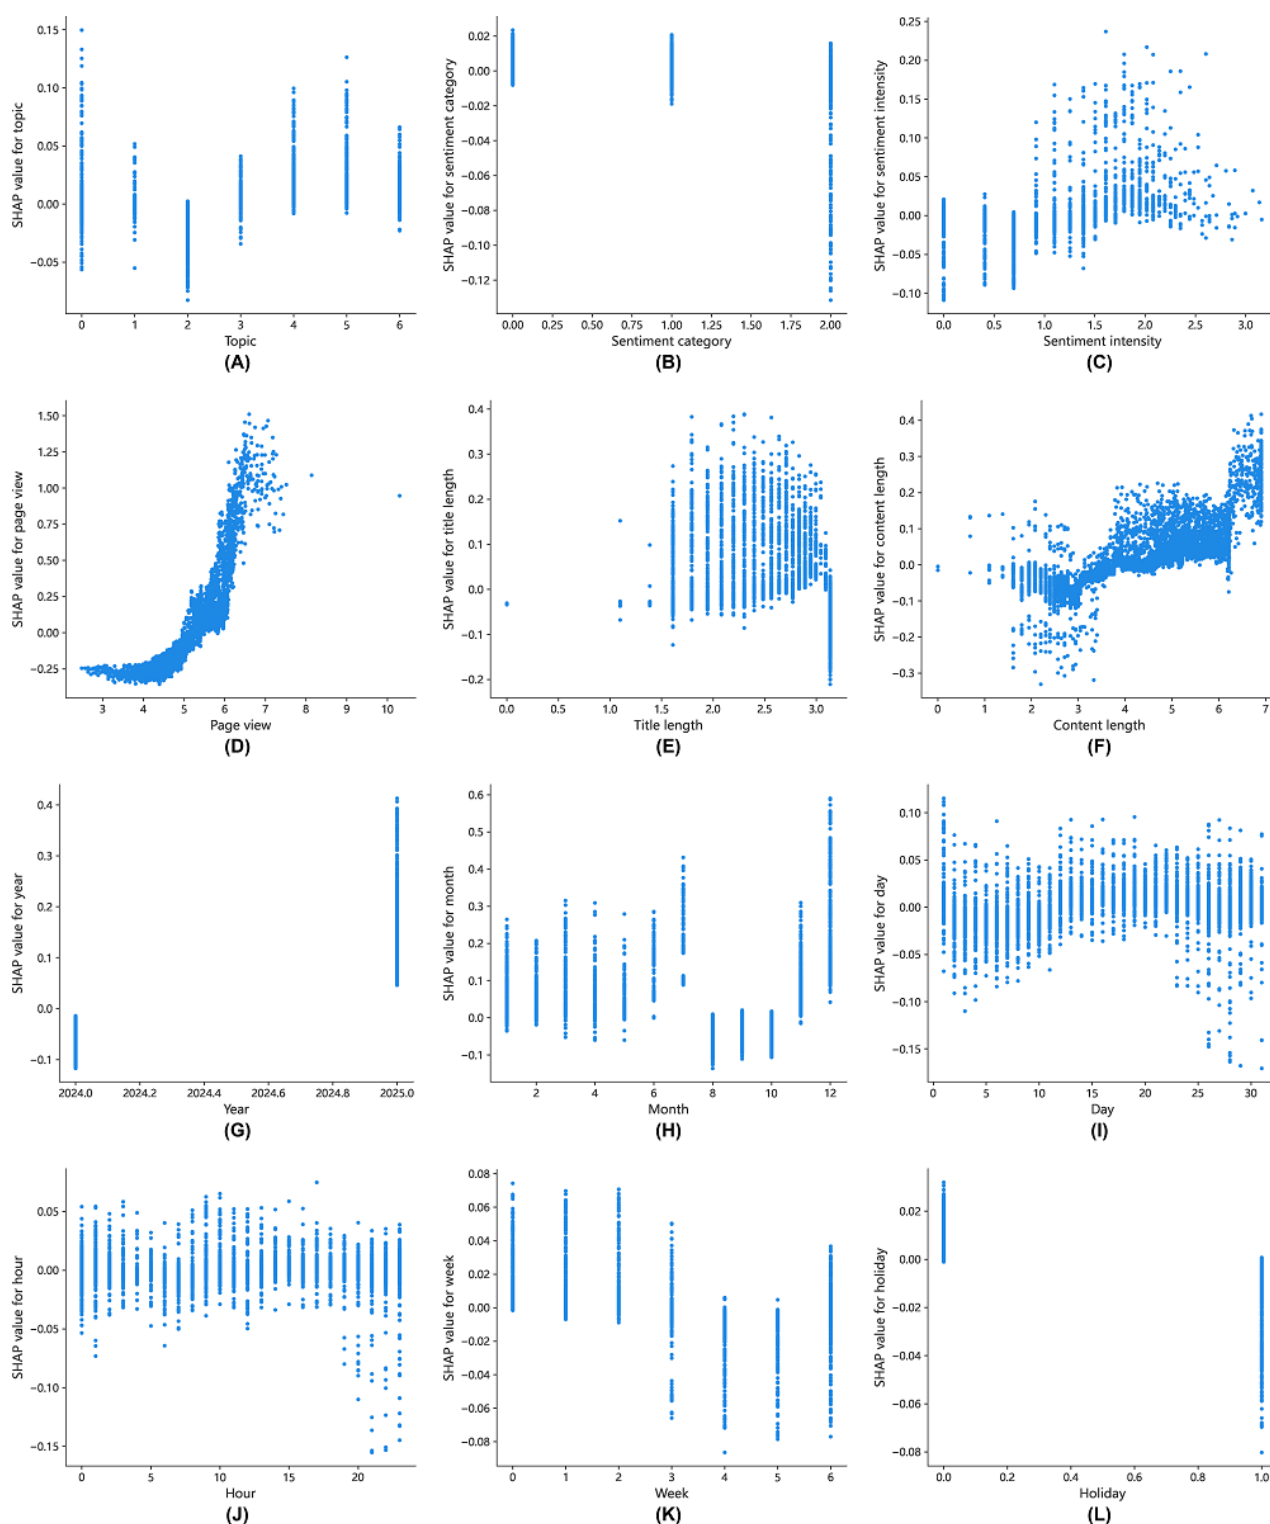 SHAP value for topic
0.15
0.10
0.05
0.00
−0.05
0 1 2 3 4 5 6
Topic
(A)
SHAP value for sentiment category
0.02
0.00
−0.02
−0.04
−0.06
−0.08
−0.10
−0.12
0.00 0.25 0.50 0.75 1.00 1.25 1.50 1.75 2.00
Sentiment category
(B)
SHAP value for sentiment intensity
0.25
0.20
0.15
0.10
0.05
0.00
−0.05
−0.10
0.0 0.5 1.0 1.5 2.0 2.5 3.0
Sentiment intensity
(C)
SHAP value for page view
1.50
1.25
1.00
0.75
0.50
0.25
0.00
−0.25
3 4 5 6 7 8 9 10
Page view
(D)
SHAP value for title length
0.4
0.3
0.2
0.1
0.0
−0.1
−0.2
0.0 0.5 1.0 1.5 2.0 2.5 3.0
Title length
(E)
SHAP value for content length
0.4
0.3
0.2
0.1
0.0
−0.1
−0.2
−0.3
0 1 2 3 4 5 6 7
Content length
(F)
SHAP value for year
0.4
0.3
0.2
0.1
0.0
−0.1
2024.0 2024.2 2024.4 2024.6 2024.8 2025.0
Year
(G)
SHAP value for month
0.6
0.5
0.4
0.3
0.2
0.1
0.0
−0.1
2 4 6 8 10 12
Month
(H)
SHAP value for day
0.10
0.05
0.00
−0.05
−0.10
−0.15
0 5 10 15 20 25 30
Day
(I)
SHAP value for hour
0.05
0.00
−0.05
−0.10
−0.15
0 5 10 15 20
Hour
(J)
SHAP value for week
0.08
0.06
0.04
0.02
0.00
−0.02
−0.04
−0.06
−0.08
0 1 2 3 4 5 6
Week
(K)
SHAP value for holiday
0.02
0.00
−0.02
−0.04
−0.06
−0.08
0.0 0.2 0.4 0.6 0.8 1.0
Holiday
(L)